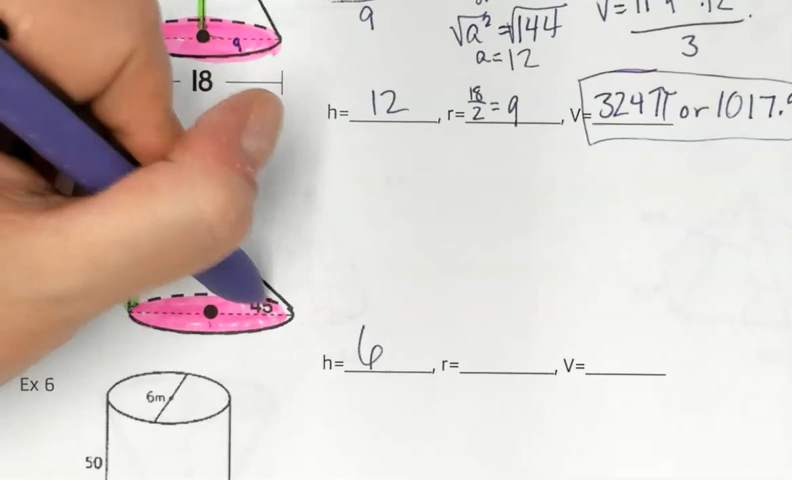 9
√a² = √144
a = 12
3
9
18
h= 12 , r= 18/2 = 9 , V= 324π or 1017.9
45
h= 6 , r= , V=
Ex 6
6m
50